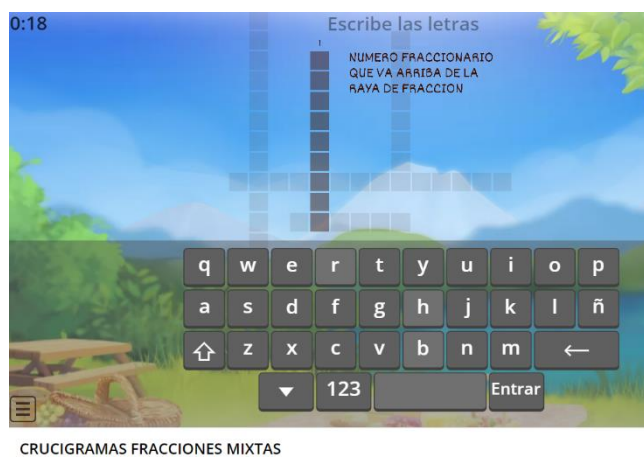 0:18
Escribe las letras
1
NUMERO FRACCIONARIO
QUE VA ARRIBA DE LA
RAYA DE FRACCION
q w e r t y u i o p
a s d f g h j k l ñ
z x c v b n m
123 Entrar
CRUCIGRAMAS FRACCIONES MIXTAS